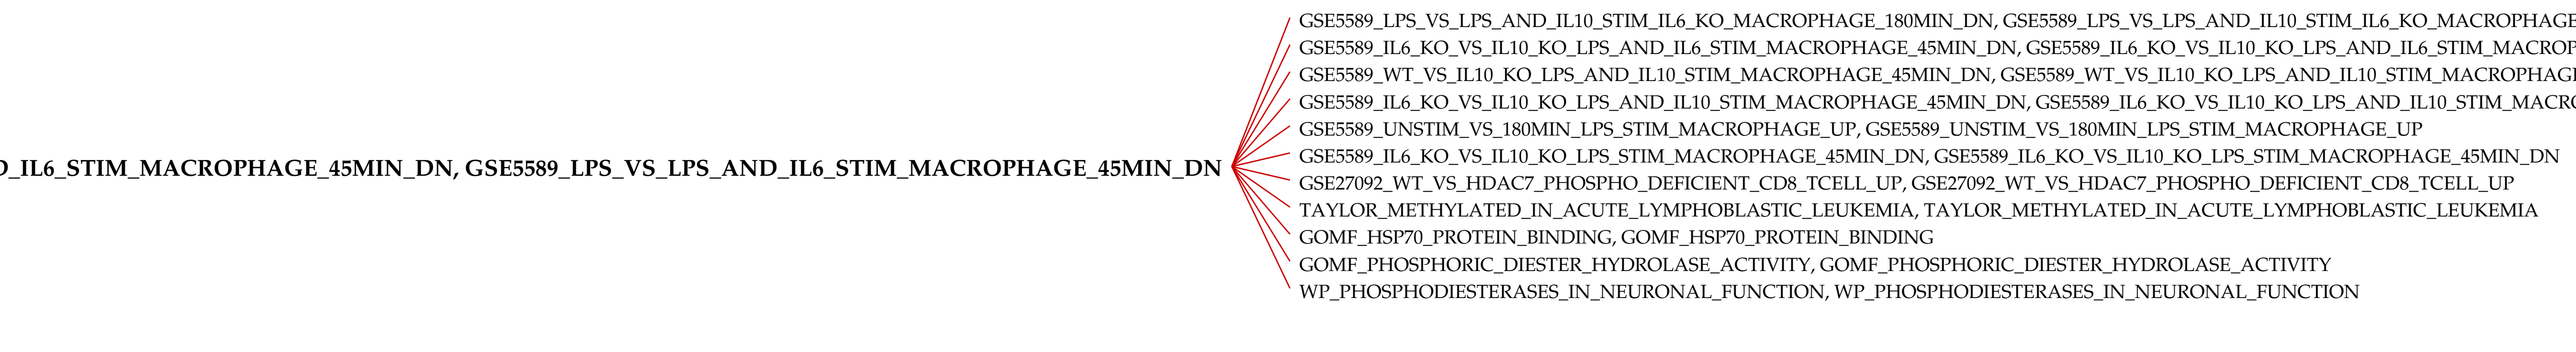 GSE5589_LPS_VS_LPS_AND_IL10_STIM_IL6_KO_MACROPHAGE_180MIN_DN, GSE5589_LPS_VS_LPS_AND_IL10_STIM_IL6_KO_MACROPHAGE
GSE5589_IL6_KO_VS_IL10_KO_LPS_AND_IL6_STIM_MACROPHAGE_45MIN_DN, GSE5589_IL6_KO_VS_IL10_KO_LPS_AND_IL6_STIM_MACROP
GSE5589_WT_VS_IL10_KO_LPS_AND_IL10_STIM_MACROPHAGE_45MIN_DN, GSE5589_WT_VS_IL10_KO_LPS_AND_IL10_STIM_MACROPHAGE
GSE5589_IL6_KO_VS_IL10_KO_LPS_AND_IL10_STIM_MACROPHAGE_45MIN_DN, GSE5589_IL6_KO_VS_IL10_KO_LPS_AND_IL10_STIM_MACRO
GSE5589_UNSTIM_VS_180MIN_LPS_STIM_MACROPHAGE_UP, GSE5589_UNSTIM_VS_180MIN_LPS_STIM_MACROPHAGE_UP
GSE5589_IL6_KO_VS_IL10_KO_LPS_STIM_MACROPHAGE_45MIN_DN, GSE5589_IL6_KO_VS_IL10_KO_LPS_STIM_MACROPHAGE_45MIN_DN
D_IL6_STIM_MACROPHAGE_45MIN_DN, GSE5589_LPS_VS_LPS_AND_IL6_STIM_MACROPHAGE_45MIN_DN
GSE27092_WT_VS_HDAC7_PHOSPHO_DEFICIENT_CD8_TCELL_UP, GSE27092_WT_VS_HDAC7_PHOSPHO_DEFICIENT_CD8_TCELL_UP
TAYLOR_METHYLATED_IN_ACUTE_LYMPHOBLASTIC_LEUKEMIA, TAYLOR_METHYLATED_IN_ACUTE_LYMPHOBLASTIC_LEUKEMIA
GOMF_HSP70_PROTEIN_BINDING, GOMF_HSP70_PROTEIN_BINDING
GOMF_PHOSPHORIC_DIESTER_HYDROLASE_ACTIVITY, GOMF_PHOSPHORIC_DIESTER_HYDROLASE_ACTIVITY
WP_PHOSPHODIESTERASES_IN_NEURONAL_FUNCTION, WP_PHOSPHODIESTERASES_IN_NEURONAL_FUNCTION